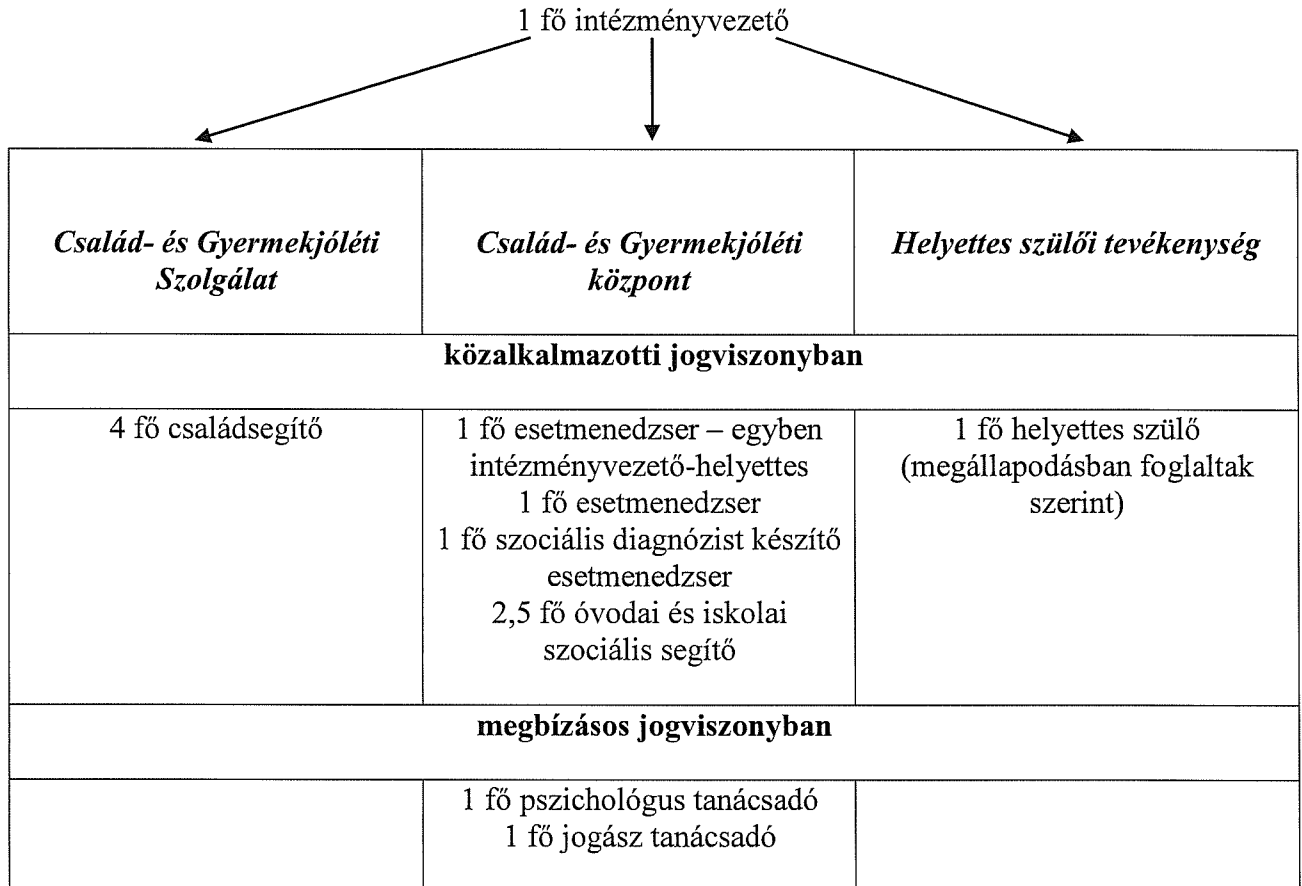 1 fő intézményvezető
Család- és Gyermekjóléti
Szolgálat
Család- és Gyermekjóléti
központ
Helyettes szülői tevékenység
közalkalmazotti jogviszonyban
4 fő családsegítő
1 fő esetmenedzser – egyben
intézményvezető-helyettes
1 fő esetmenedzser
1 fő szociális diagnózist készítő
esetmenedzser
2,5 fő óvodai és iskolai
szociális segítő
1 fő helyettes szülő
(megállapodásban foglaltak
szerint)
megbízásos jogviszonyban
1 fő pszichológus tanácsadó
1 fő jogász tanácsadó